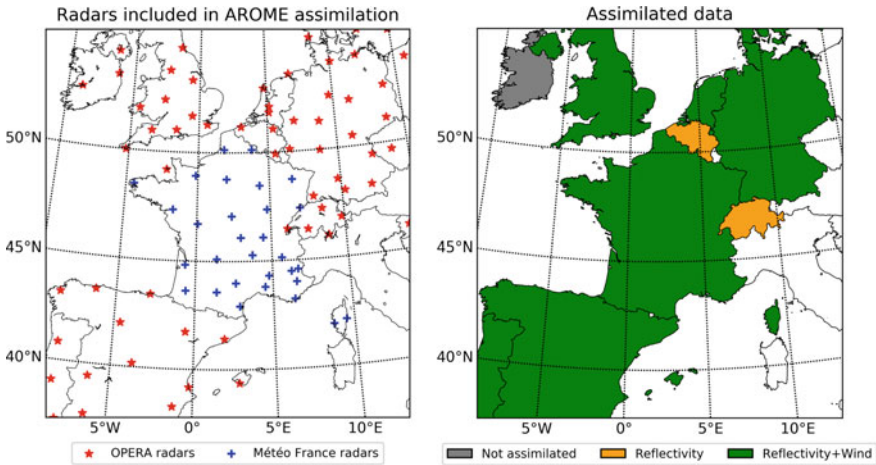 Radars included in AROME assimilation
Assimilated data
50°N
45°N
40°N
5°W
0°
5°E
10°E
OPERA radars
Météo France radars
50°N
45°N
40°N
5°W
0°
5°E
10°E
Not assimilated
Reflectivity
Reflectivity+Wind